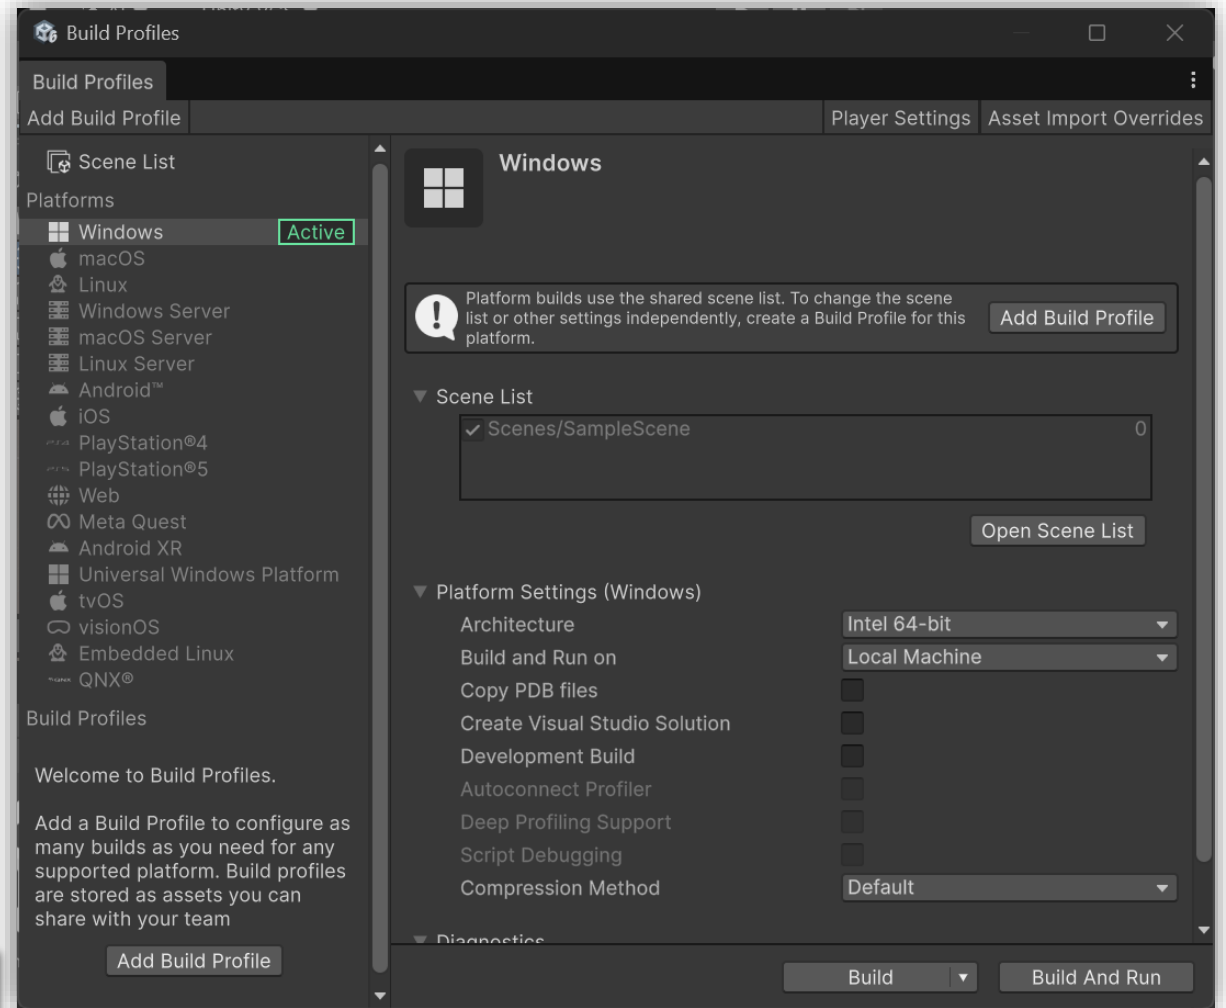 Build Profiles
Build Profiles
Add Build Profile
Player Settings
Asset Import Overrides
Scene List
Platforms
Windows
Active
macOS
Linux
Windows Server
macOS Server
Linux Server
Android™
iOS
PlayStation®4
PlayStation®5
Web
Meta Quest
Android XR
Universal Windows Platform
tvOS
visionOS
Embedded Linux
QNX®
Build Profiles
Welcome to Build Profiles.
Add a Build Profile to configure as
many builds as you need for any
supported platform. Build profiles
are stored as assets you can
share with your team
Add Build Profile
Windows
Platform builds use the shared scene list. To change the scene
list or other settings independently, create a Build Profile for this
platform.
Add Build Profile
Scene List
Scenes/SampleScene 0
Open Scene List
Platform Settings (Windows)
Architecture Intel 64-bit
Build and Run on Local Machine
Copy PDB files
Create Visual Studio Solution
Development Build
Autoconnect Profiler
Deep Profiling Support
Script Debugging
Compression Method Default
Diagnostics
Build
Build And Run